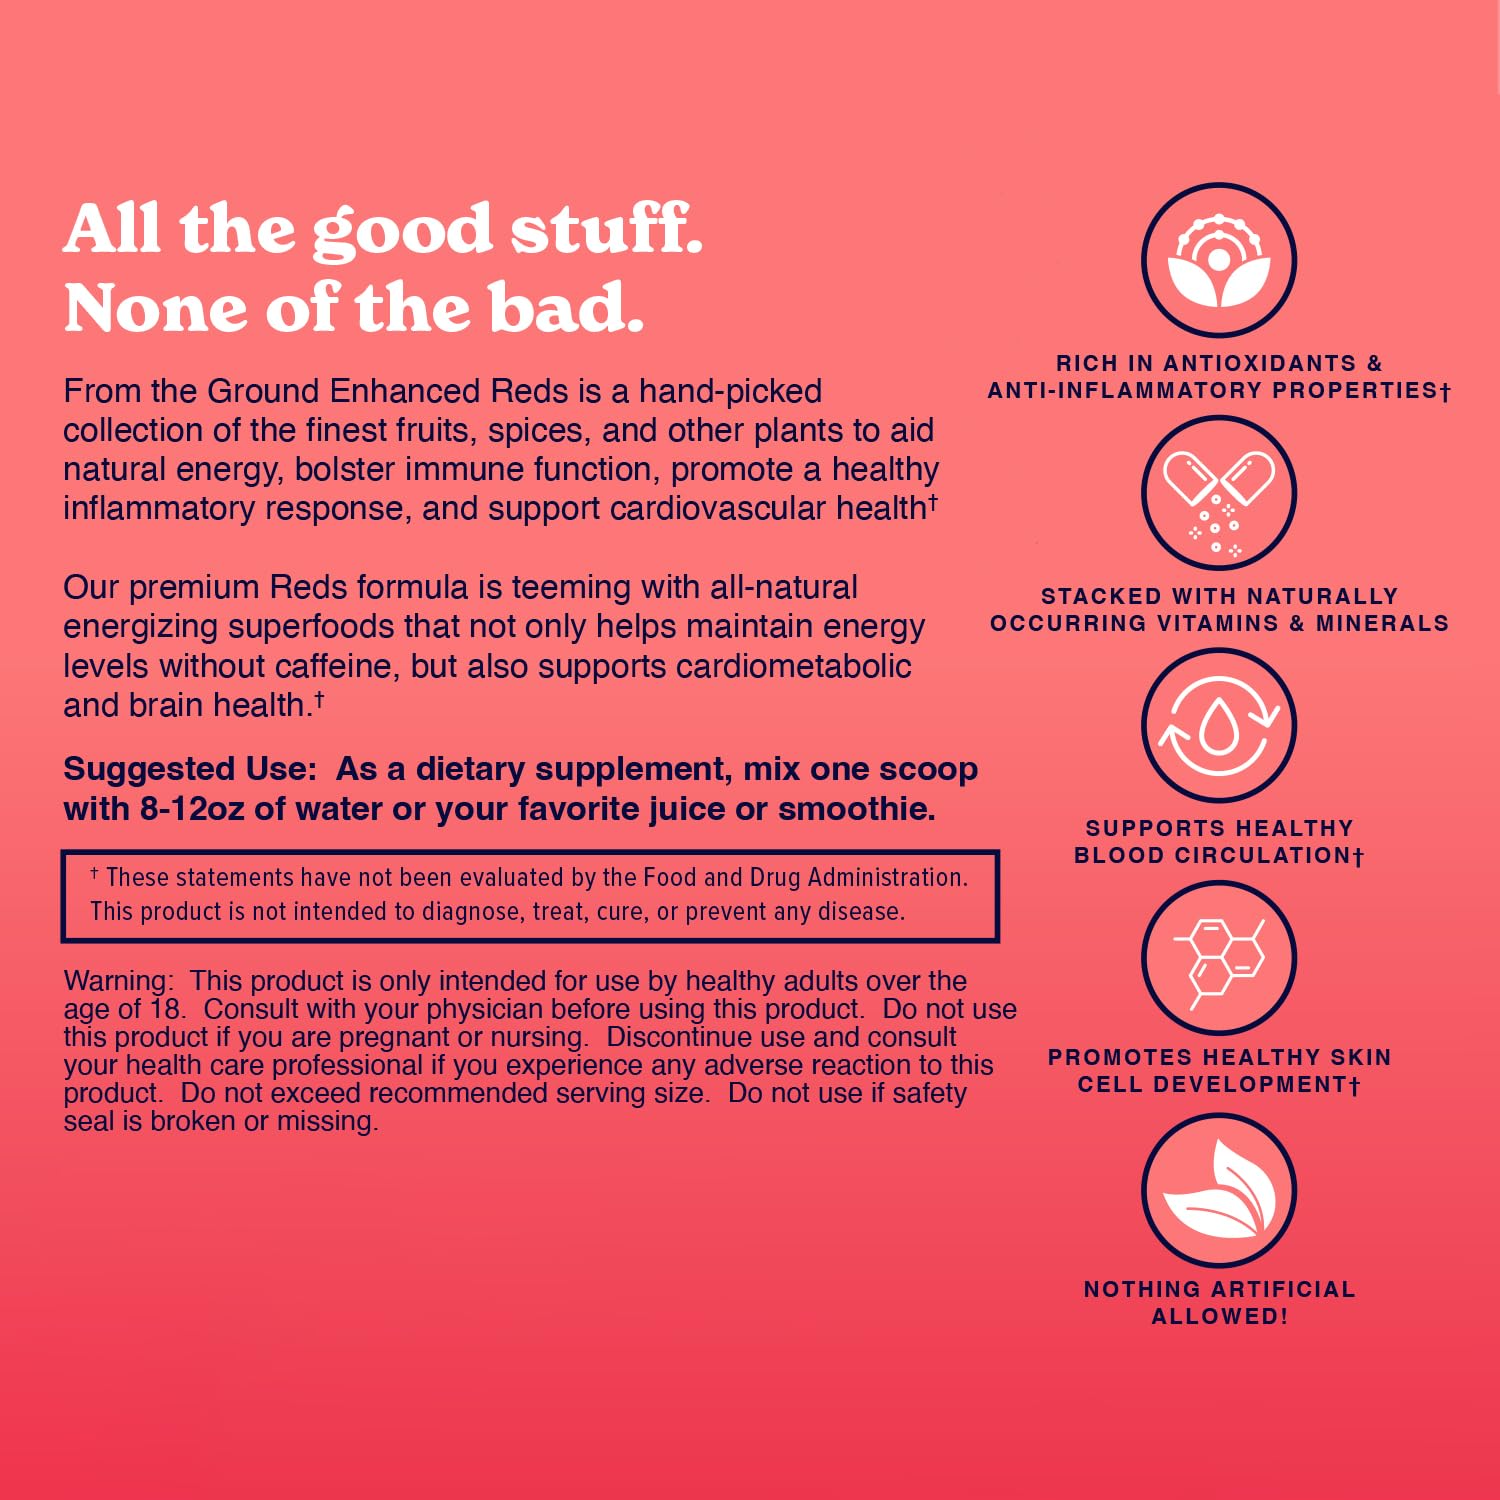 All the good stuff.
None of the bad.
From the Ground Enhanced Reds is a hand-picked
collection of the finest fruits, spices, and other plants to aid
natural energy, bolster immune function, promote a healthy
inflammatory response, and support cardiovascular health†
Our premium Reds formula is teeming with all-natural
energizing superfoods that not only helps maintain energy
levels without caffeine, but also supports cardiometabolic
and brain health.†
Suggested Use:  As a dietary supplement, mix one scoop
with 8-12oz of water or your favorite juice or smoothie.
† These statements have not been evaluated by the Food and Drug Administration.
This product is not intended to diagnose, treat, cure, or prevent any disease.
Warning:  This product is only intended for use by healthy adults over the
age of 18.  Consult with your physician before using this product.  Do not use
this product if you are pregnant or nursing.  Discontinue use and consult
your health care professional if you experience any adverse reaction to this
product.  Do not exceed recommended serving size.  Do not use if safety
seal is broken or missing.
RICH IN ANTIOXIDANTS &
ANTI-INFLAMMATORY PROPERTIES†
STACKED WITH NATURALLY
OCCURRING VITAMINS & MINERALS
SUPPORTS HEALTHY
BLOOD CIRCULATION†
PROMOTES HEALTHY SKIN
CELL DEVELOPMENT†
NOTHING ARTIFICIAL
ALLOWED!